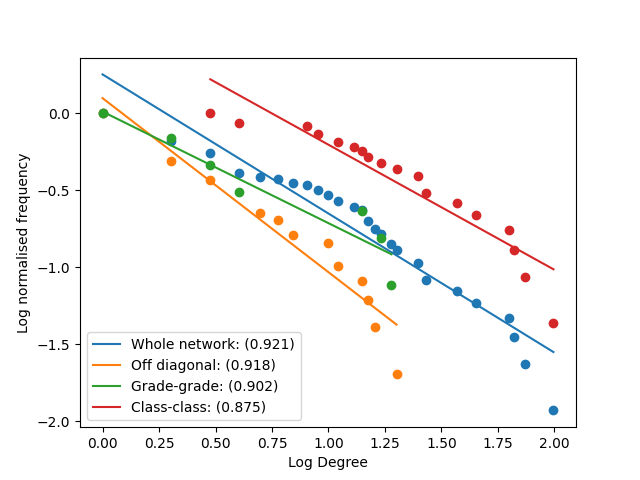 0.0
−0.5
−1.0
−1.5
−2.0
Log normalised frequency
Whole network: (0.921)
Off diagonal: (0.918)
Grade-grade: (0.902)
Class-class: (0.875)
0.00 0.25 0.50 0.75 1.00 1.25 1.50 1.75 2.00
Log Degree